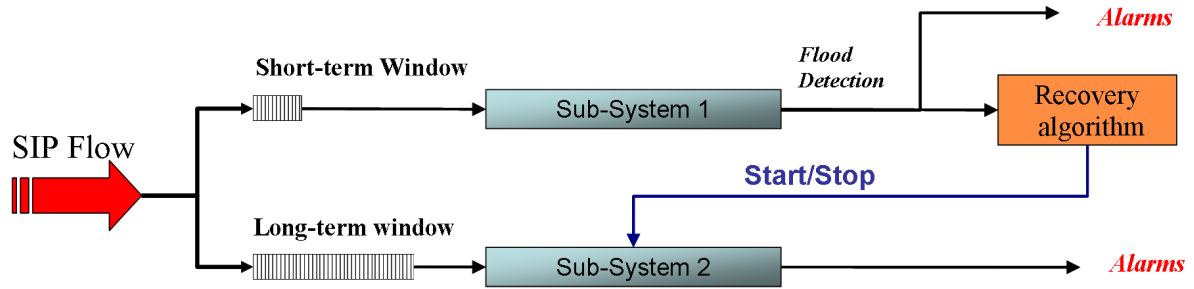 Alarms
Short-term Window
Flood
Detection
Sub-System 1
Recovery
algorithm
SIP Flow
Start/Stop
Long-term window
Sub-System 2
Alarms